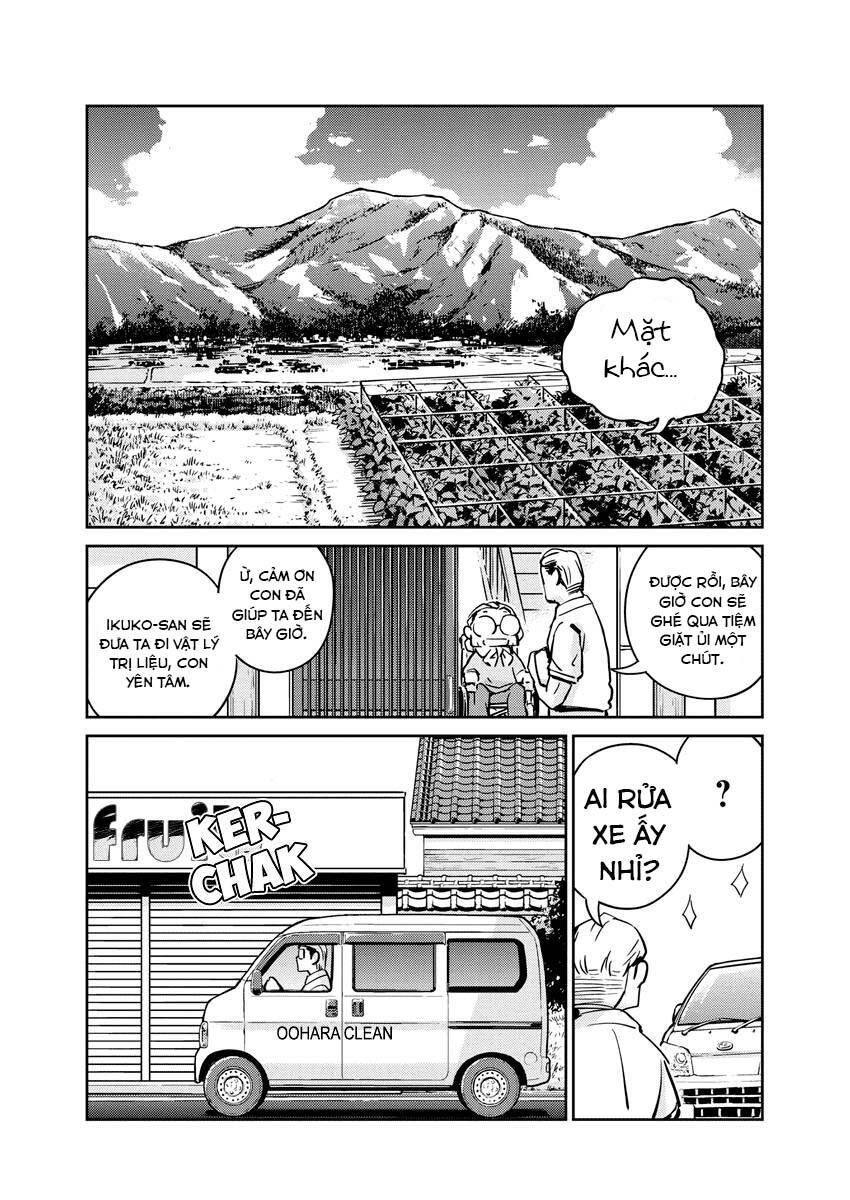 Mặt
khác...
ĐƯỢC RỒI, BÂY
GIỜ CON SẼ
GHÉ QUA TIỆM
GIẶT ỦI MỘT
CHÚT.
Ừ, CẢM ƠN
CON ĐÃ
GIÚP TA ĐẾN
BÂY GIỜ.
IKUKO-SAN SẼ
ĐƯA TA ĐI VẬT LÝ
TRỊ LIỆU, CON
YÊN TÂM.
?
AI RỬA
XE ẤY
NHỈ?
frui
KER-
CHAK
OOHARA CLEAN